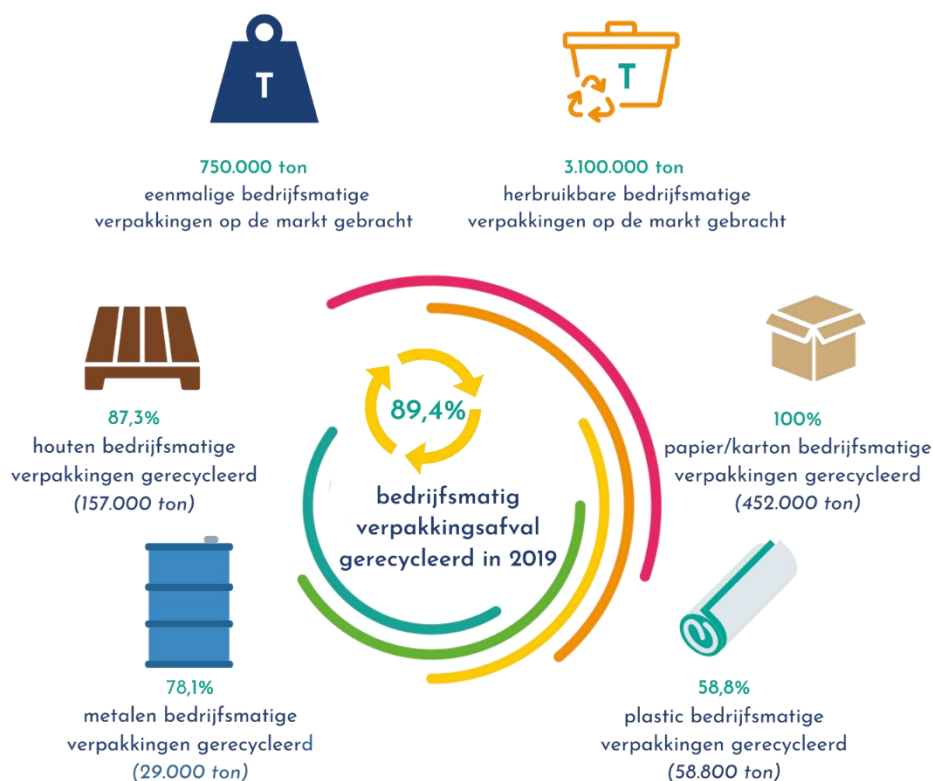 T
T
750.000 ton
eenmalige bedrijfsmatige
verpakkingen op de markt gebracht
3.100.000 ton
herbruikbare bedrijfsmatige
verpakkingen op de markt gebracht
87,3%
houten bedrijfsmatige
verpakkingen gerecycleerd
(157.000 ton)
89,4%
bedrijfsmatig
verpakkingsafval
gerecycleerd in 2019
100%
papier/karton bedrijfsmatige
verpakkingen gerecycleerd
(452.000 ton)
78,1%
metalen bedrijfsmatige
verpakkingen gerecycleerd
(29.000 ton)
58,8%
plastic bedrijfsmatige
verpakkingen gerecycleerd
(58.800 ton)